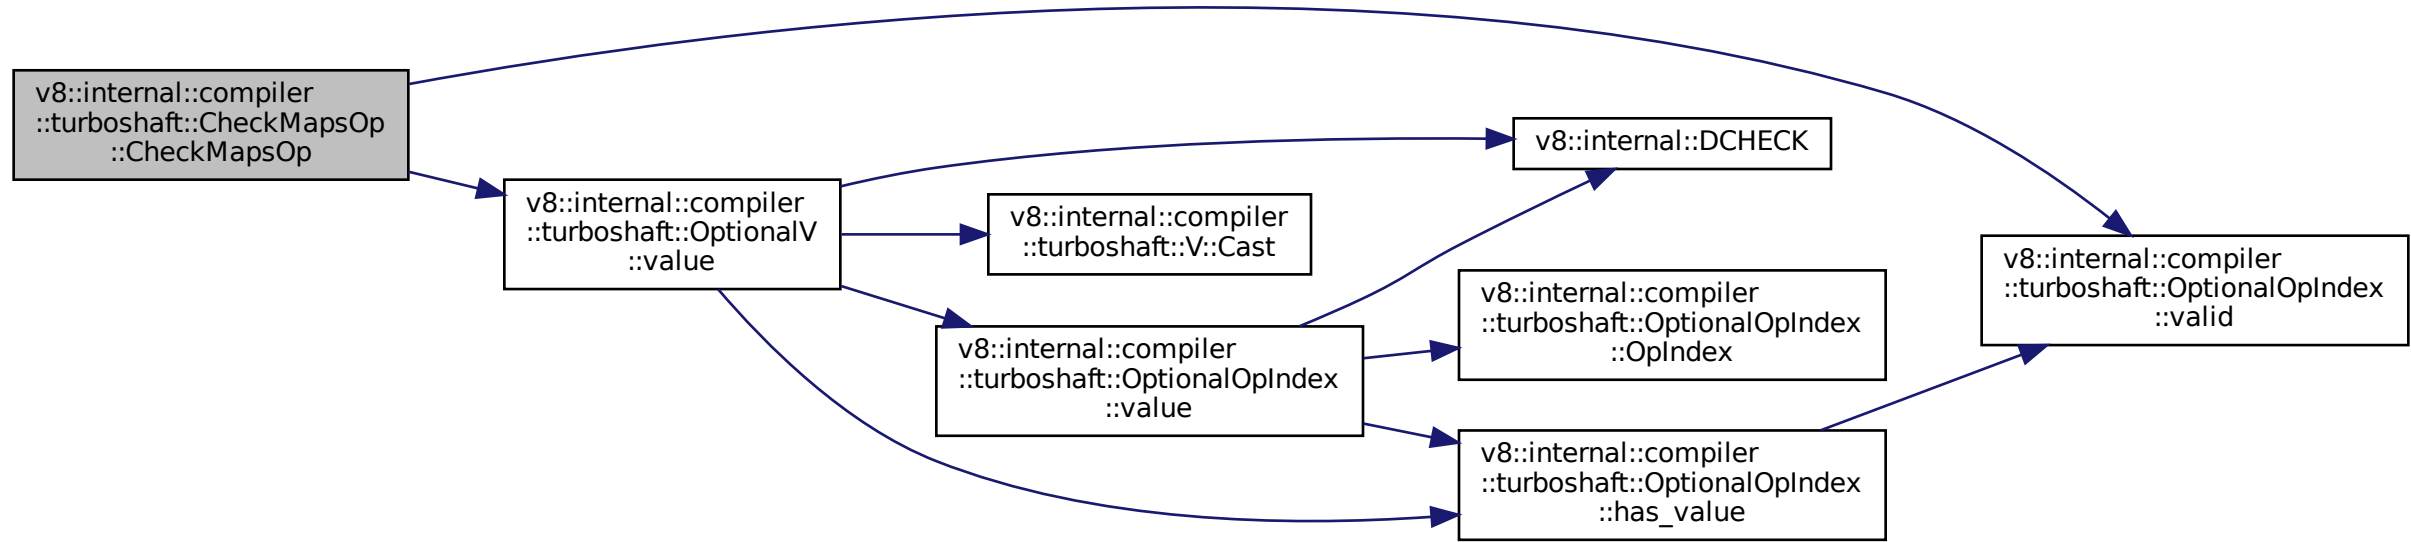 v8::internal::compiler
::turboshaft::CheckMapsOp
::CheckMapsOp
v8::internal::compiler
::turboshaft::OptionalV
::value
v8::internal::DCHECK
v8::internal::compiler
::turboshaft::V::Cast
v8::internal::compiler
::turboshaft::OptionalOpIndex
::value
v8::internal::compiler
::turboshaft::OptionalOpIndex
::OpIndex
v8::internal::compiler
::turboshaft::OptionalOpIndex
::has_value
v8::internal::compiler
::turboshaft::OptionalOpIndex
::valid